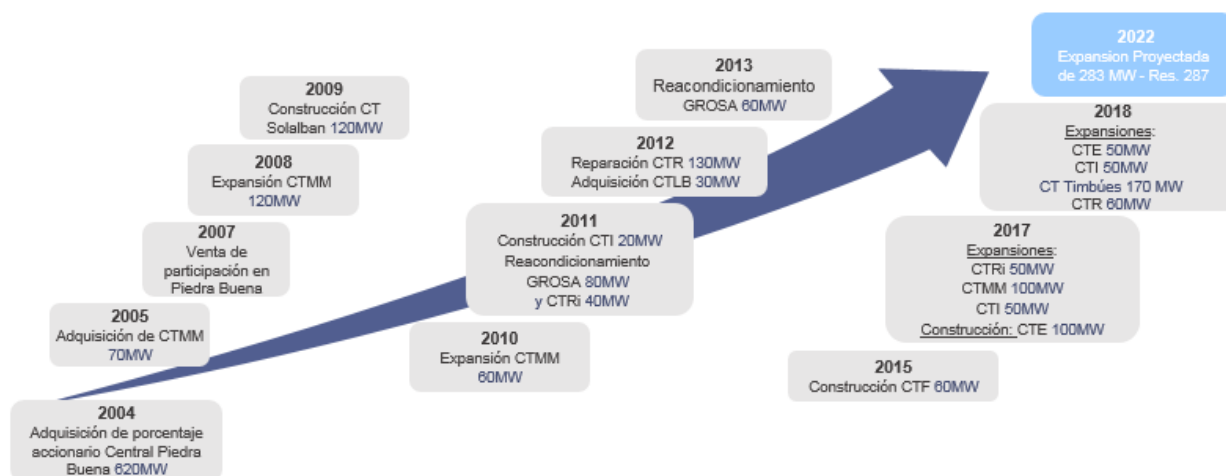 2004
Adquisición de porcentaje
accionario Central Piedra
Buena 620MW
2005
Adquisición de CTMM
70MW
2007
Venta de
participación en
Piedra Buena
2008
Expansión CTMM
120MW
2009
Construcción CT
Solalban 120MW
2010
Expansión CTMM
60MW
2011
Construcción CTI 20MW
Reacondicionamiento
GROSA 80MW
y CTRi 40MW
2012
Reparación CTR 130MW
Adquisición CTLB 30MW
2013
Reacondicionamiento
GROSA 60MW
2015
Construcción CTF 60MW
2017
Expansiones:
CTRi 50MW
CTMM 100MW
CTI 50MW
Construcción: CTE 100MW
2018
Expansiones:
CTE 50MW
CTI 50MW
CT Timbúes 170 MW
CTR 60MW
2022
Expansion Proyectada
de 283 MW - Res. 287